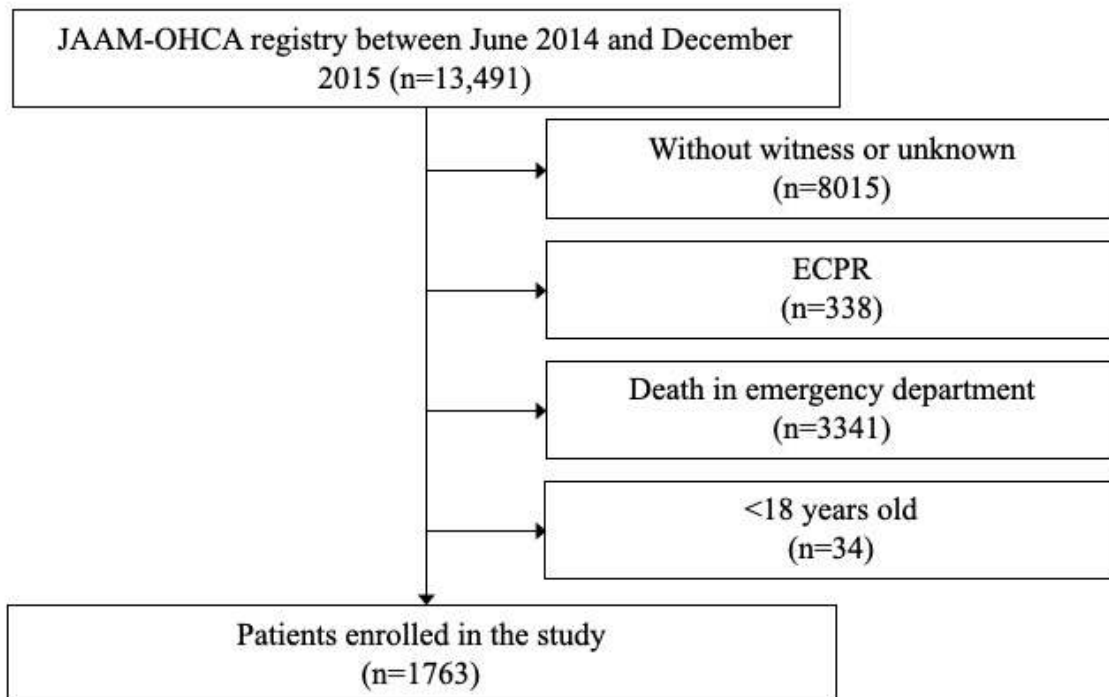 JAAM-OHCA registry between June 2014 and December
2015 (n=13,491)
Without witness or unknown
(n=8015)
ECPR
(n=338)
Death in emergency department
(n=3341)
<18 years old
(n=34)
Patients enrolled in the study
(n=1763)